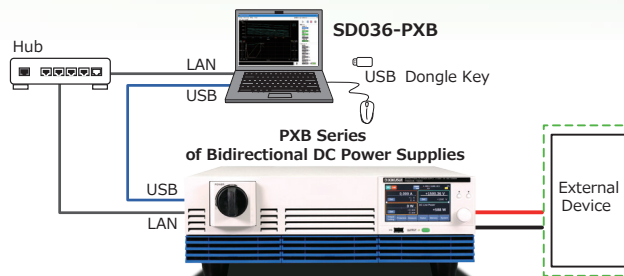 SD036-PXB
Hub
LAN
USB Dongle Key
USB
PXB Series
of Bidirectional DC Power Supplies
USB
LAN
External
Device